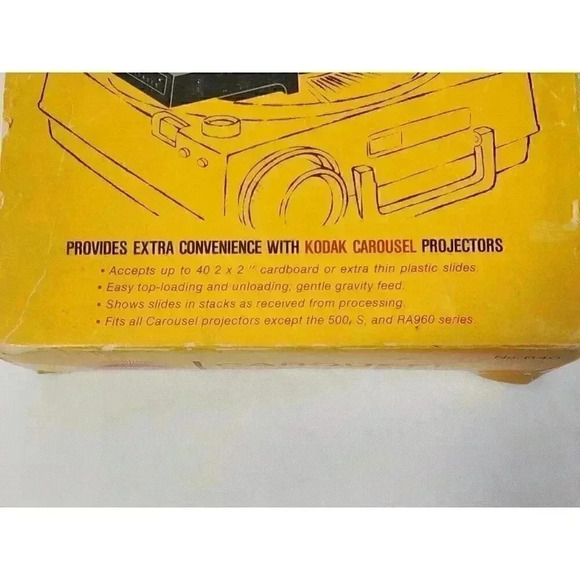 PROVIDES EXTRA CONVENIENCE WITH KODAK CAROUSEL PROJECTORS
• Accepts up to 40 2 x 2" cardboard or extra thin plastic slides.
• Easy top-loading and unloading; gentle gravity feed.
• Shows slides in stacks as received from processing.
• Fits all Carousel projectors except the 500, S, and RA960 series.
CAROUSEL